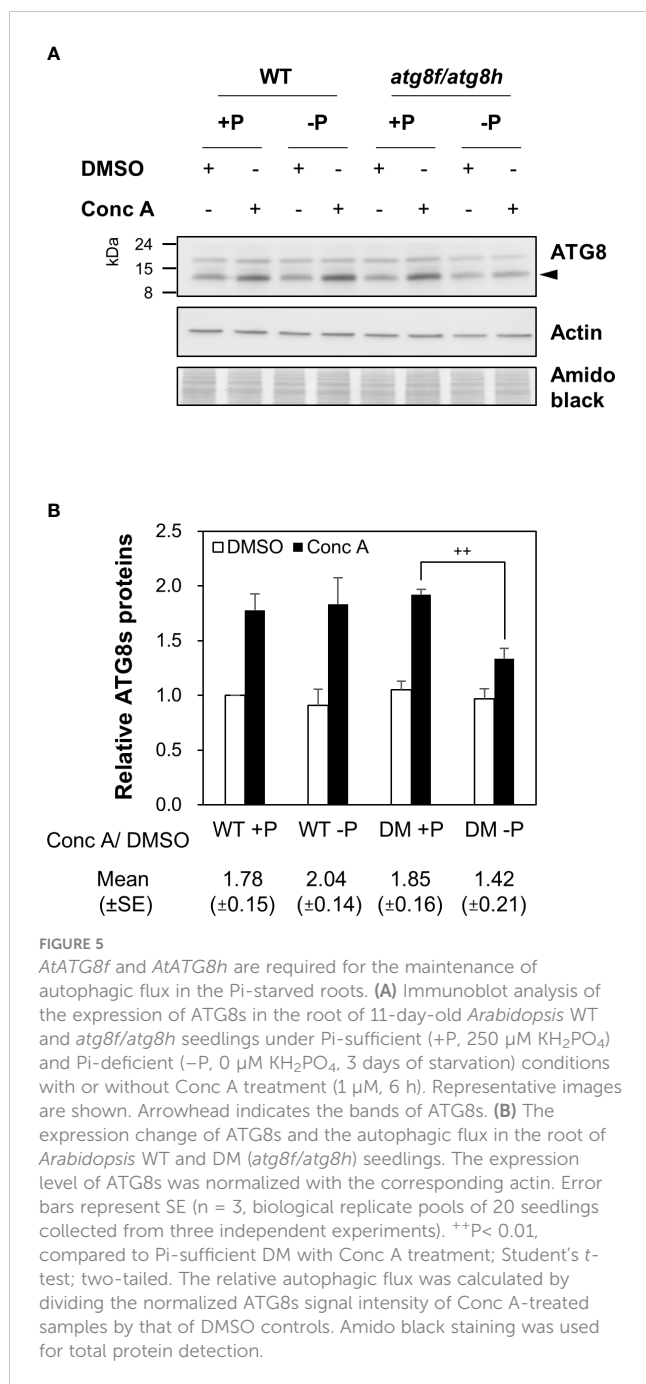 A
WT atg8f/atg8h
+P -P +P -P
DMSO + - + - + - + -
Conc A - + - + - + - +
kDa
24
15
8
ATG8
Actin
Amido
black
B
Relative ATG8s proteins
2.5
2.0
1.5
1.0
0.5
0.0
DMSO Conc A
++
WT +P WT -P DM +P DM -P
Conc A/ DMSO
Mean 1.78 2.04 1.85 1.42
(±SE) (±0.15) (±0.14) (±0.16) (±0.21)
FIGURE 5
AtATG8f and AtATG8h are required for the maintenance of
autophagic flux in the Pi-starved roots. (A) Immunoblot analysis of
the expression of ATG8s in the root of 11-day-old Arabidopsis WT
and atg8f/atg8h seedlings under Pi-sufficient (+P, 250 μM KH₂PO₄)
and Pi-deficient (−P, 0 μM KH₂PO₄, 3 days of starvation) conditions
with or without Conc A treatment (1 μM, 6 h). Representative images
are shown. Arrowhead indicates the bands of ATG8s. (B) The
expression change of ATG8s and the autophagic flux in the root of
Arabidopsis WT and DM (atg8f/atg8h) seedlings. The expression
level of ATG8s was normalized with the corresponding actin. Error
bars represent SE (n = 3, biological replicate pools of 20 seedlings
collected from three independent experiments). ⁺⁺P< 0.01,
compared to Pi-sufficient DM with Conc A treatment; Student's t-
test; two-tailed. The relative autophagic flux was calculated by
dividing the normalized ATG8s signal intensity of Conc A-treated
samples by that of DMSO controls. Amido black staining was used
for total protein detection.